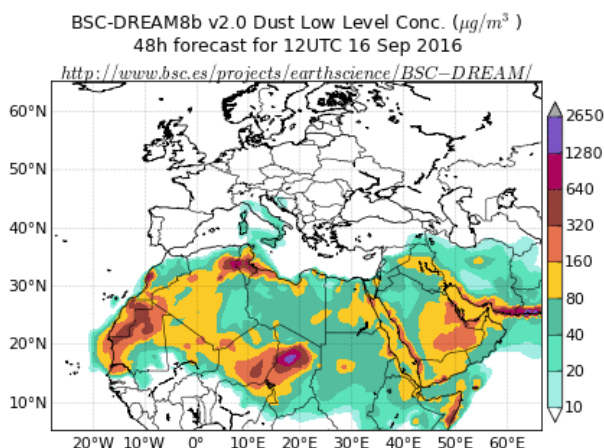 BSC-DREAM8b v2.0 Dust Low Level Conc. (μg/m³ )
48h forecast for 12UTC 16 Sep 2016
http://www.bsc.es/projects/earthscience/BSC−DREAM/
60°N
50°N
40°N
30°N
20°N
10°N
20°W 10°W 0° 10°E 20°E 30°E 40°E 50°E 60°E
2650
1280
640
320
160
80
40
20
10